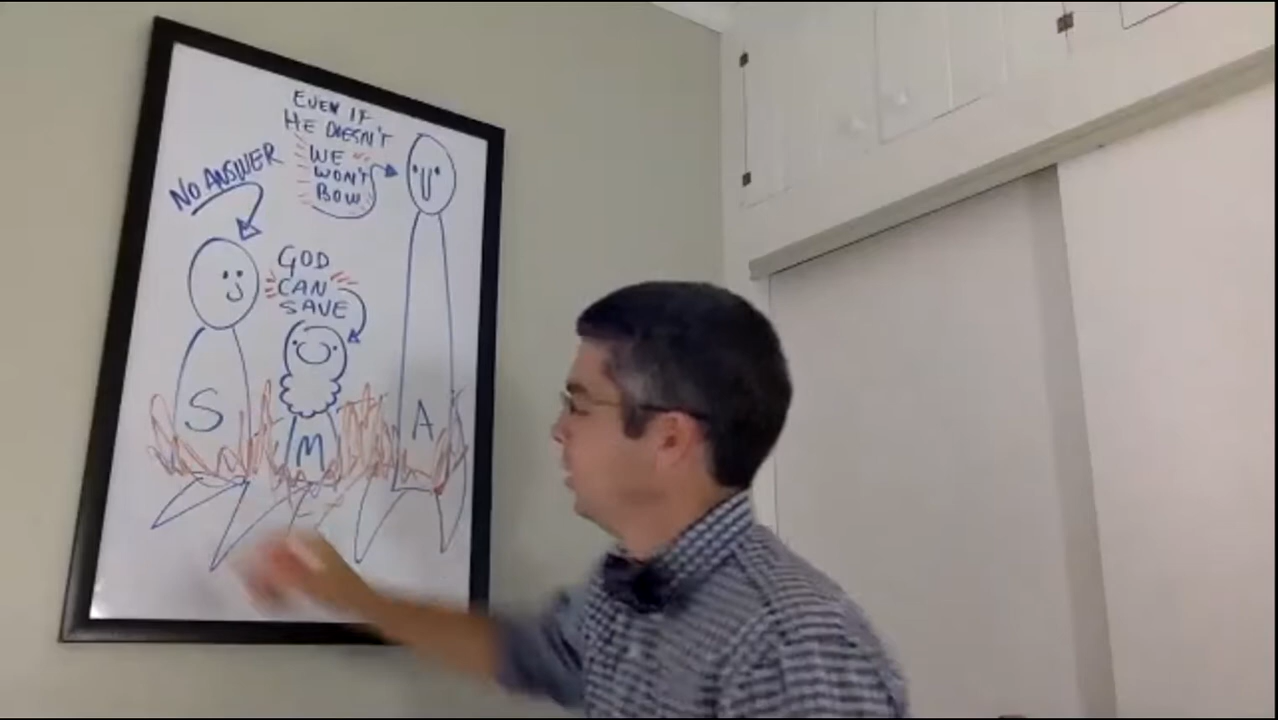 EVEN IF
HE DOESN'T
WE
WON'T
BOW
NO ANSWER
GOD
CAN
SAVE
S
M
A